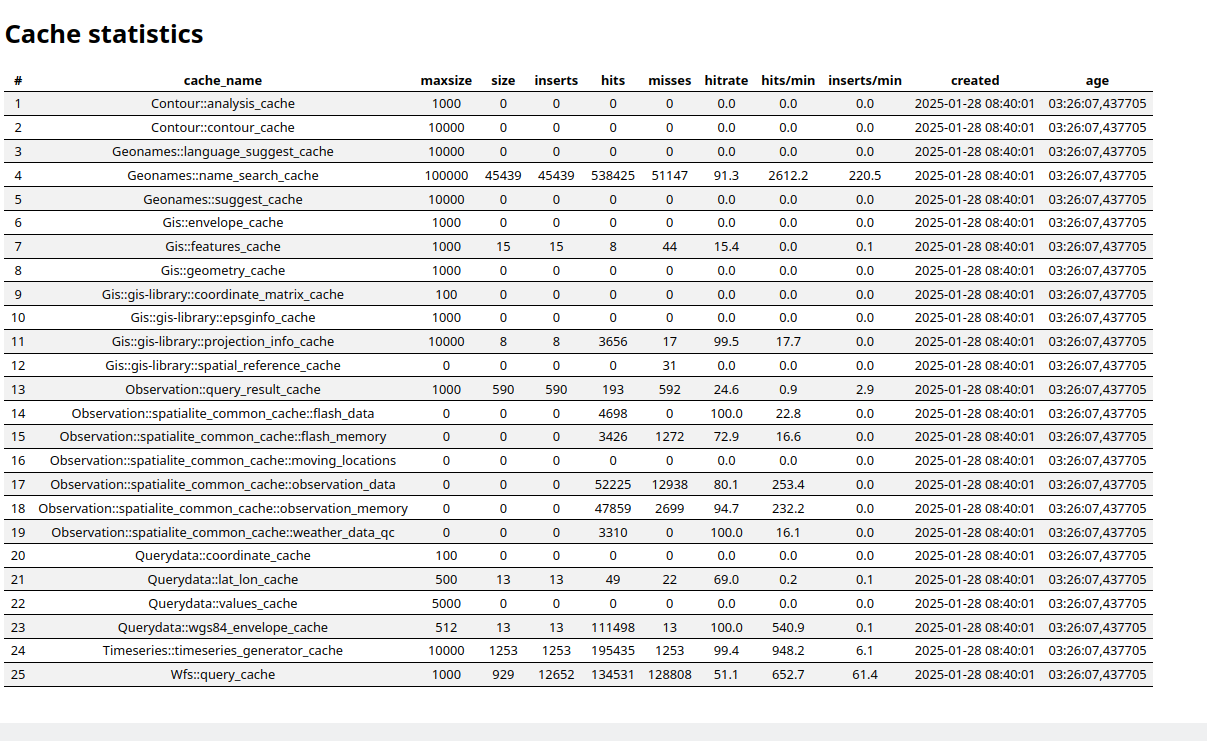 Cache statistics
# cache_name maxsize size inserts hits misses hitrate hits/min inserts/min created age
1 Contour::analysis_cache 1000 0 0 0 0 0.0 0.0 0.0 2025-01-28 08:40:01 03:26:07,437705
2 Contour::contour_cache 10000 0 0 0 0 0.0 0.0 0.0 2025-01-28 08:40:01 03:26:07,437705
3 Geonames::language_suggest_cache 10000 0 0 0 0 0.0 0.0 0.0 2025-01-28 08:40:01 03:26:07,437705
4 Geonames::name_search_cache 100000 45439 45439 538425 51147 91.3 2612.2 220.5 2025-01-28 08:40:01 03:26:07,437705
5 Geonames::suggest_cache 10000 0 0 0 0 0.0 0.0 0.0 2025-01-28 08:40:01 03:26:07,437705
6 Gis::envelope_cache 1000 0 0 0 0 0.0 0.0 0.0 2025-01-28 08:40:01 03:26:07,437705
7 Gis::features_cache 1000 15 15 8 44 15.4 0.0 0.1 2025-01-28 08:40:01 03:26:07,437705
8 Gis::geometry_cache 1000 0 0 0 0 0.0 0.0 0.0 2025-01-28 08:40:01 03:26:07,437705
9 Gis::gis-library::coordinate_matrix_cache 100 0 0 0 0 0.0 0.0 0.0 2025-01-28 08:40:01 03:26:07,437705
10 Gis::gis-library::epsginfo_cache 1000 0 0 0 0 0.0 0.0 0.0 2025-01-28 08:40:01 03:26:07,437705
11 Gis::gis-library::projection_info_cache 10000 8 8 3656 17 99.5 17.7 0.0 2025-01-28 08:40:01 03:26:07,437705
12 Gis::gis-library::spatial_reference_cache 0 0 0 0 31 0.0 0.0 0.0 2025-01-28 08:40:01 03:26:07,437705
13 Observation::query_result_cache 1000 590 590 193 592 24.6 0.9 2.9 2025-01-28 08:40:01 03:26:07,437705
14 Observation::spatialite_common_cache::flash_data 0 0 0 4698 0 100.0 22.8 0.0 2025-01-28 08:40:01 03:26:07,437705
15 Observation::spatialite_common_cache::flash_memory 0 0 0 3426 1272 72.9 16.6 0.0 2025-01-28 08:40:01 03:26:07,437705
16 Observation::spatialite_common_cache::moving_locations 0 0 0 0 0 0.0 0.0 0.0 2025-01-28 08:40:01 03:26:07,437705
17 Observation::spatialite_common_cache::observation_data 0 0 0 52225 12938 80.1 253.4 0.0 2025-01-28 08:40:01 03:26:07,437705
18 Observation::spatialite_common_cache::observation_memory 0 0 0 47859 2699 94.7 232.2 0.0 2025-01-28 08:40:01 03:26:07,437705
19 Observation::spatialite_common_cache::weather_data_qc 0 0 0 3310 0 100.0 16.1 0.0 2025-01-28 08:40:01 03:26:07,437705
20 Querydata::coordinate_cache 100 0 0 0 0 0.0 0.0 0.0 2025-01-28 08:40:01 03:26:07,437705
21 Querydata::lat_lon_cache 500 13 13 49 22 69.0 0.2 0.1 2025-01-28 08:40:01 03:26:07,437705
22 Querydata::values_cache 5000 0 0 0 0 0.0 0.0 0.0 2025-01-28 08:40:01 03:26:07,437705
23 Querydata::wgs84_envelope_cache 512 13 13 111498 13 100.0 540.9 0.1 2025-01-28 08:40:01 03:26:07,437705
24 Timeseries::timeseries_generator_cache 10000 1253 1253 195435 1253 99.4 948.2 6.1 2025-01-28 08:40:01 03:26:07,437705
25 Wfs::query_cache 1000 929 12652 134531 128808 51.1 652.7 61.4 2025-01-28 08:40:01 03:26:07,437705